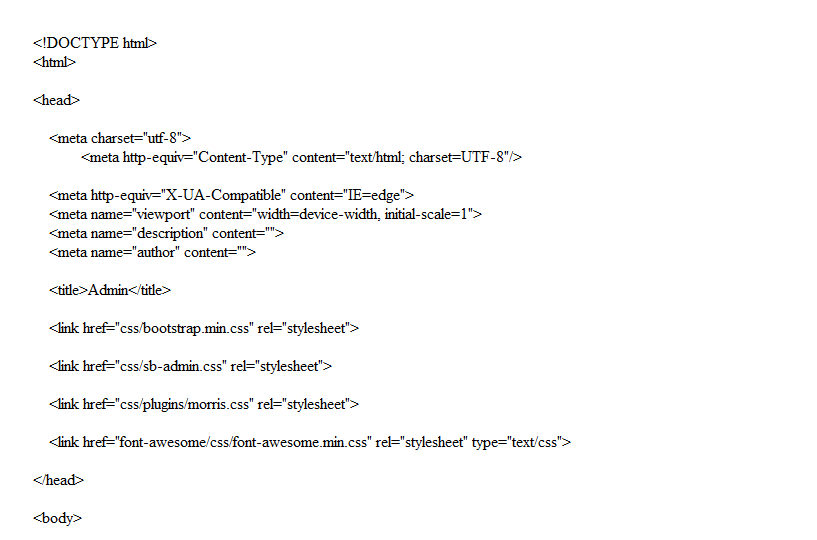 <!DOCTYPE html>
<html>
<head>
<meta charset="utf-8">
<meta http-equiv="Content-Type" content="text/html; charset=UTF-8"/>
<meta http-equiv="X-UA-Compatible" content="IE=edge">
<meta name="viewport" content="width=device-width, initial-scale=1">
<meta name="description" content="">
<meta name="author" content="">
<title>Admin</title>
<link href="css/bootstrap.min.css" rel="stylesheet">
<link href="css/sb-admin.css" rel="stylesheet">
<link href="css/plugins/morris.css" rel="stylesheet">
<link href="font-awesome/css/font-awesome.min.css" rel="stylesheet" type="text/css">
</head>
<body>